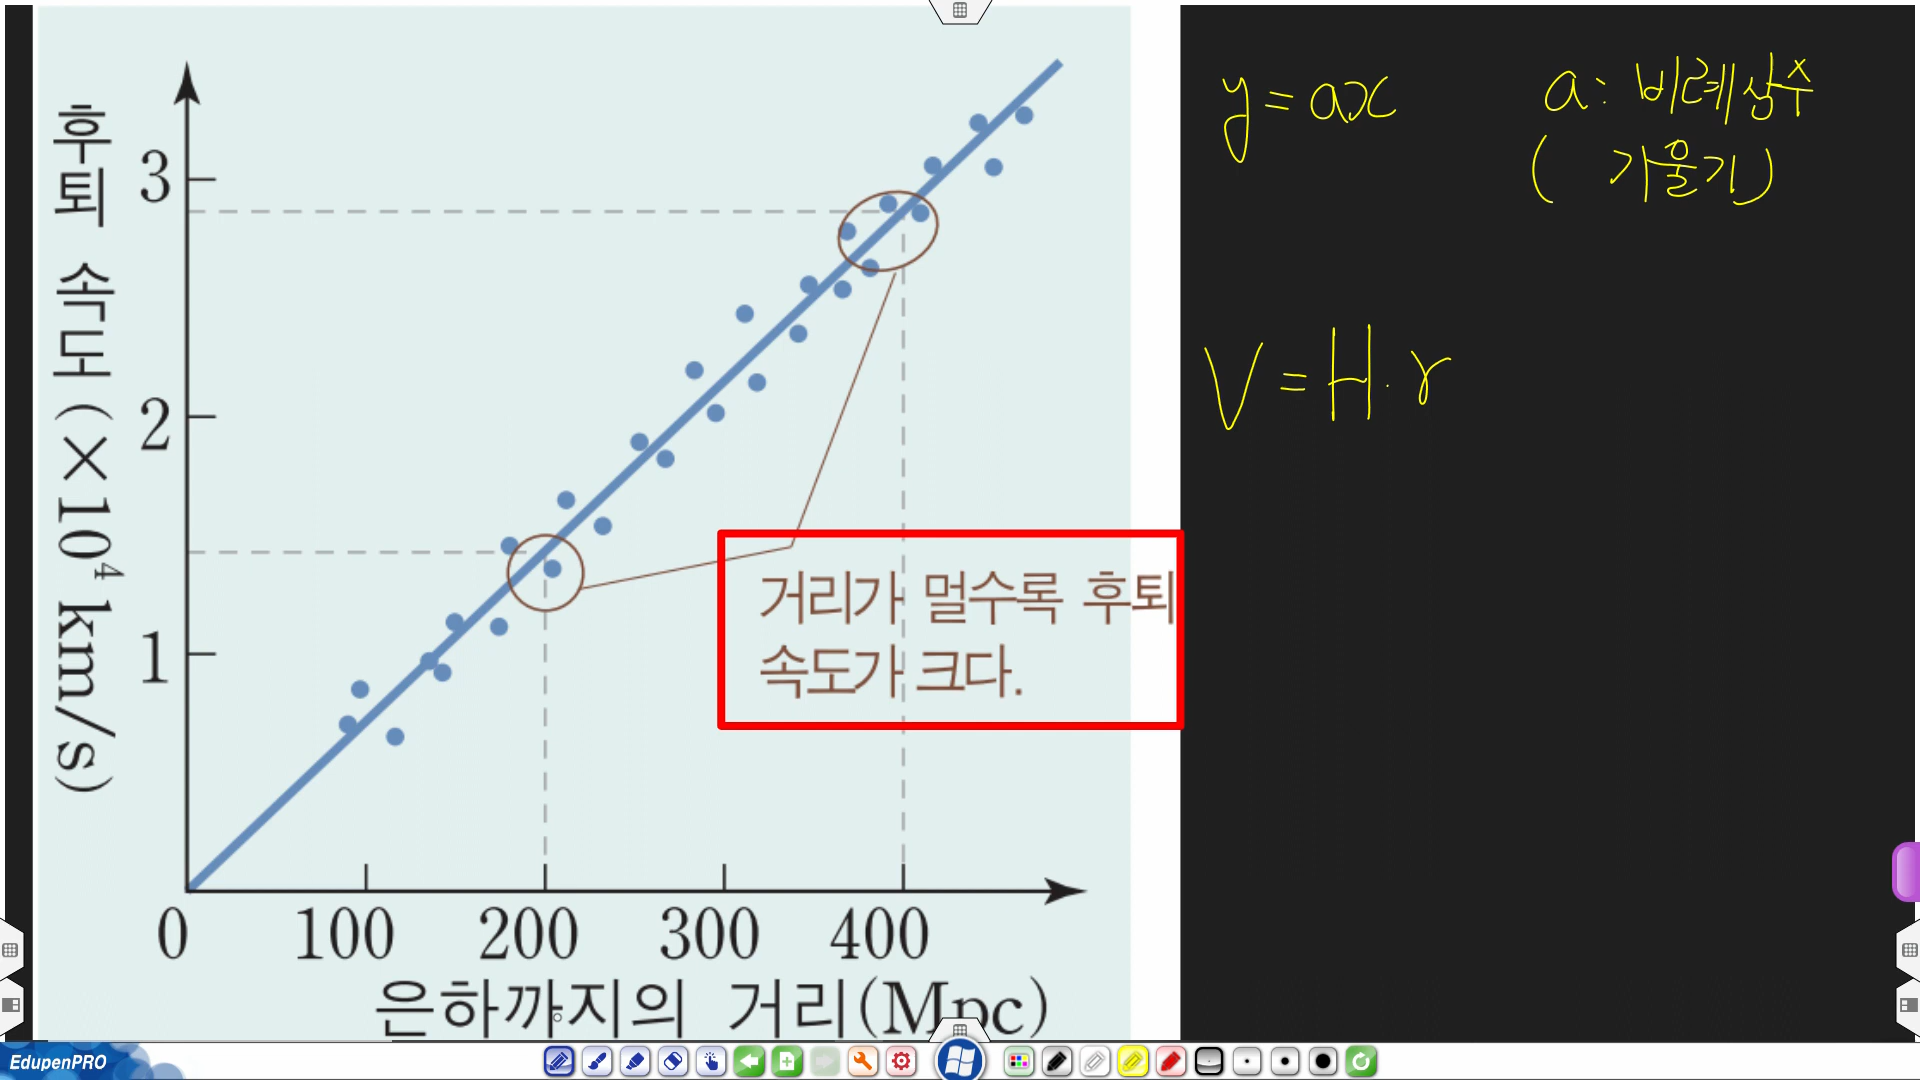 후퇴 속도(×10⁴ km/s)
3
2
1
0 100 200 300 400
은하까지의 거리(Mpc)
거리가 멀수록 후퇴
속도가 크다.
y = ax
a: 비례상수
( 기울기)
V = H · r
EdupenPRO